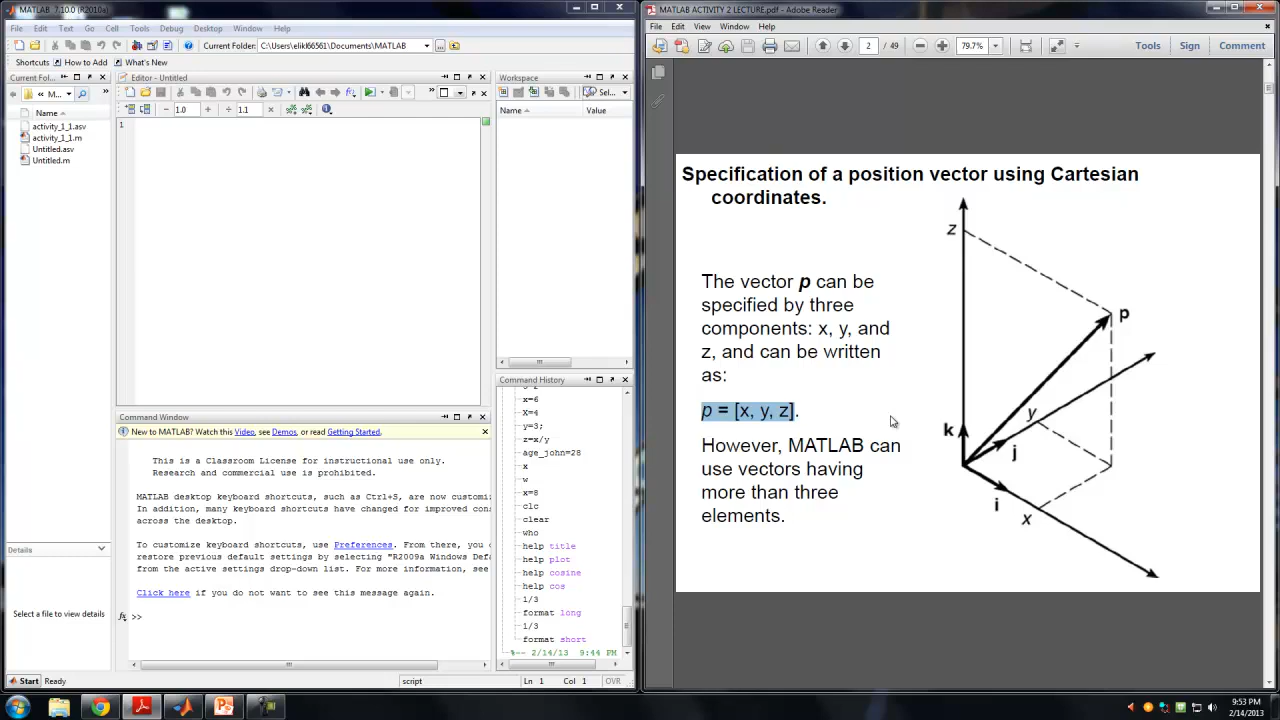 MATLAB 7.10.0 (R2010a)
File Edit Text Go Cell Tools Debug Desktop Window Help
Current Folder: C:\Users\elik66561\Documents\MATLAB
Shortcuts How to Add What's New
Current Fol...
M...
Name
activity_1_1.asv
activity_1_1.m
Untitled.asv
Untitled.m
Details
Select a file to view details
Editor - Untitled
1.0
1.1
1
Command Window
New to MATLAB? Watch this Video, see Demos, or read Getting Started.
This is a Classroom License for instructional use only.
Research and commercial use is prohibited.
MATLAB desktop keyboard shortcuts, such as Ctrl+S, are now customiz
In addition, many keyboard shortcuts have changed for improved cons
across the desktop.
To customize keyboard shortcuts, use Preferences. From there, you c
restore previous default settings by selecting "R2009a Windows Defa
from the active settings drop-down list. For more information, see
Click here if you do not want to see this message again.
fx >>
Workspace
Sel...
Name Value
Command History
x=6
X=4
y=3;
z=x/y
age_john=28
x
w
x=8
clc
clear
who
help title
help plot
help cosine
help cos
1/3
format long
1/3
format short
%-- 2/14/13 9:44 PM
Start Ready
script
Ln 1 Col 1 OVR
MATLAB ACTIVITY 2 LECTURE.pdf - Adobe Reader
File Edit View Window Help
2 / 49
79.7%
Tools Sign Comment
Specification of a position vector using Cartesian
coordinates.
The vector p can be
specified by three
components: x, y, and
z, and can be written
as:
p = [x, y, z].
However, MATLAB can
use vectors having
more than three
elements.
z
p
y
k
j
i
x
9:53 PM
2/14/2013